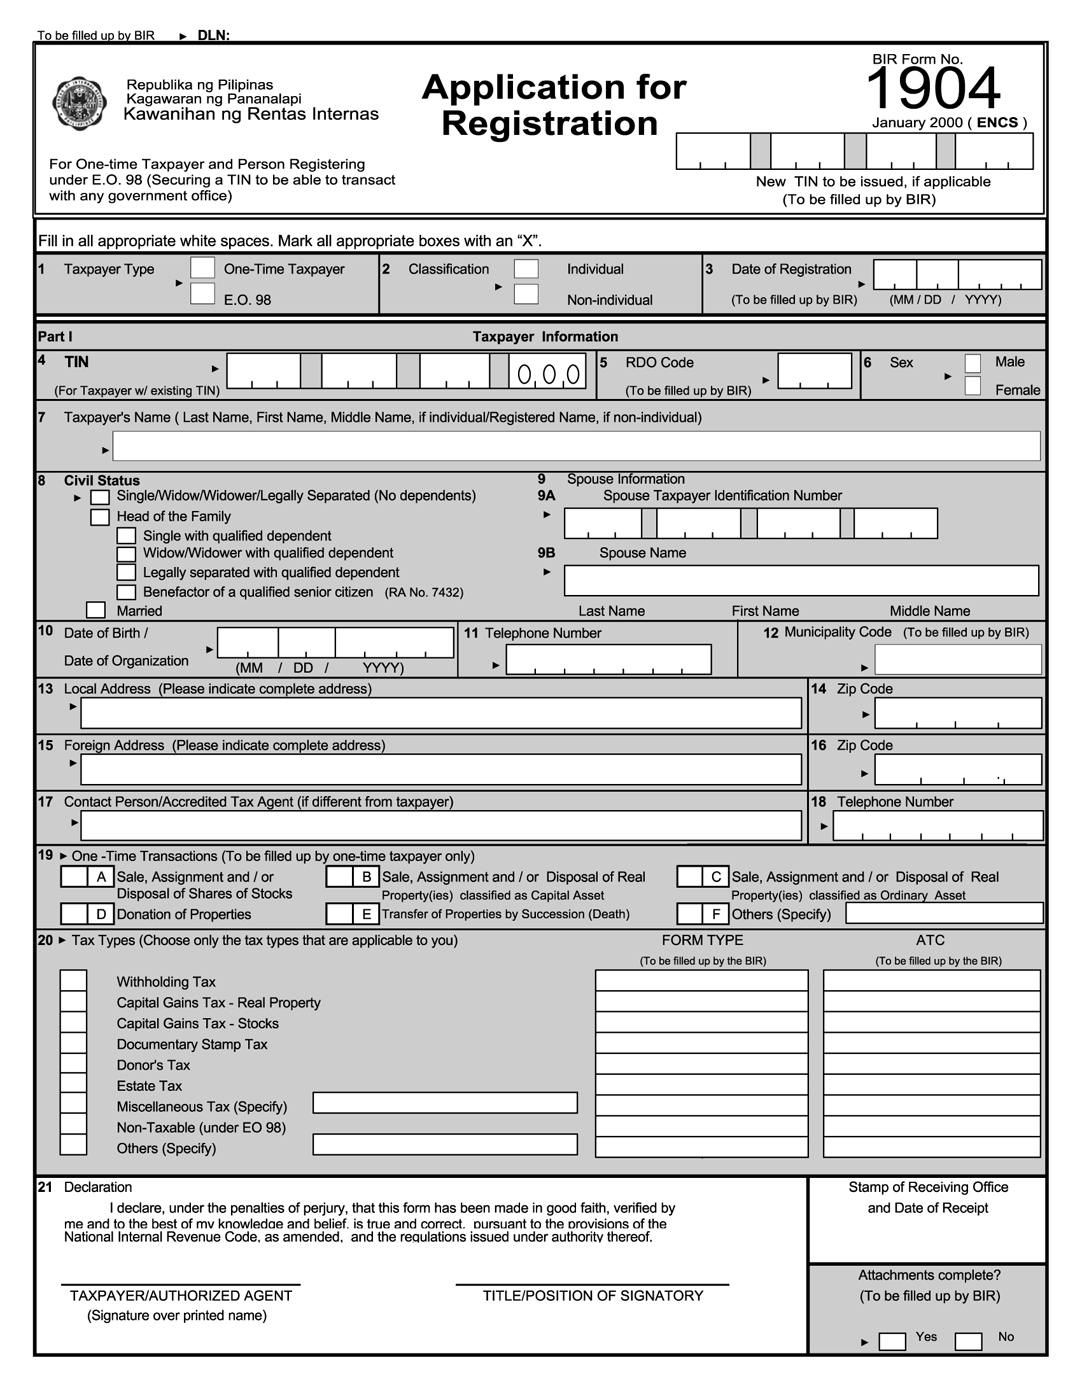 To be filled up by BIR ► DLN:
Republika ng Pilipinas
Kagawaran ng Pananalapi
Kawanihan ng Rentas Internas
Application for
Registration
BIR Form No.
1904
January 2000 ( ENCS )
For One-time Taxpayer and Person Registering
under E.O. 98 (Securing a TIN to be able to transact
with any government office)
New TIN to be issued, if applicable
(To be filled up by BIR)
Fill in all appropriate white spaces. Mark all appropriate boxes with an “X”.
1 Taxpayer Type ► One-Time Taxpayer
E.O. 98
2 Classification ► Individual
Non-individual
3 Date of Registration ►
(To be filled up by BIR) (MM / DD / YYYY)
Part I Taxpayer Information
4 TIN ► 0 0 0
(For Taxpayer w/ existing TIN)
5 RDO Code ►
(To be filled up by BIR)
6 Sex ► Male
Female
7 Taxpayer's Name ( Last Name, First Name, Middle Name, if individual/Registered Name, if non-individual)
►
8 Civil Status
► Single/Widow/Widower/Legally Separated (No dependents)
Head of the Family
Single with qualified dependent
Widow/Widower with qualified dependent
Legally separated with qualified dependent
Benefactor of a qualified senior citizen (RA No. 7432)
Married
9 Spouse Information
9A Spouse Taxpayer Identification Number
►
9B Spouse Name
►
Last Name First Name Middle Name
10 Date of Birth /
Date of Organization ► (MM / DD / YYYY)
11 Telephone Number
►
12 Municipality Code (To be filled up by BIR)
►
13 Local Address (Please indicate complete address)
►
14 Zip Code
►
15 Foreign Address (Please indicate complete address)
►
16 Zip Code
►
17 Contact Person/Accredited Tax Agent (if different from taxpayer)
►
18 Telephone Number
►
19 ► One -Time Transactions (To be filled up by one-time taxpayer only)
A Sale, Assignment and / or
Disposal of Shares of Stocks
B Sale, Assignment and / or Disposal of Real
Property(ies) classified as Capital Asset
C Sale, Assignment and / or Disposal of Real
Property(ies) classified as Ordinary Asset
D Donation of Properties
E Transfer of Properties by Succession (Death)
F Others (Specify)
20 ► Tax Types (Choose only the tax types that are applicable to you) FORM TYPE ATC
(To be filled up by the BIR) (To be filled up by the BIR)
Withholding Tax
Capital Gains Tax - Real Property
Capital Gains Tax - Stocks
Documentary Stamp Tax
Donor's Tax
Estate Tax
Miscellaneous Tax (Specify)
Non-Taxable (under EO 98)
Others (Specify)
21 Declaration
I declare, under the penalties of perjury, that this form has been made in good faith, verified by
me and to the best of my knowledge and belief, is true and correct, pursuant to the provisions of the
National Internal Revenue Code, as amended, and the regulations issued under authority thereof.
TAXPAYER/AUTHORIZED AGENT
(Signature over printed name)
TITLE/POSITION OF SIGNATORY
Stamp of Receiving Office
and Date of Receipt
Attachments complete?
(To be filled up by BIR)
► Yes No